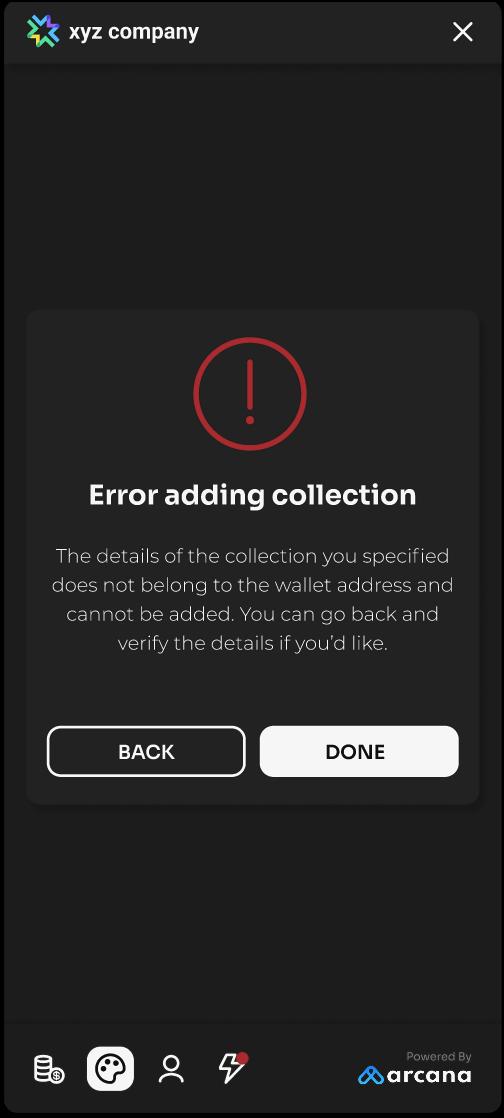 xyz company
Error adding collection
The details of the collection you specified
does not belong to the wallet address and
cannot be added. You can go back and
verify the details if you’d like.
BACK
DONE
Powered By
arcana